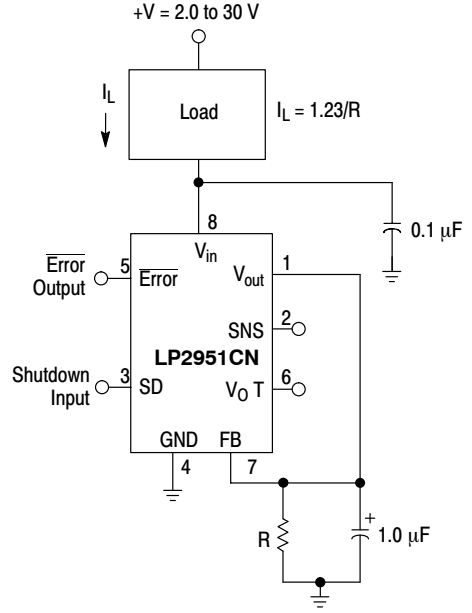 +V = 2.0 to 30 V
I_L
Load
I_L = 1.23/R
8
0.1 μF
V_in
Error
Output
5
Error
V_out
1
SNS
2
LP2951CN
Shutdown
Input
3
SD
V_O T
6
GND
FB
4
7
R
+
1.0 μF